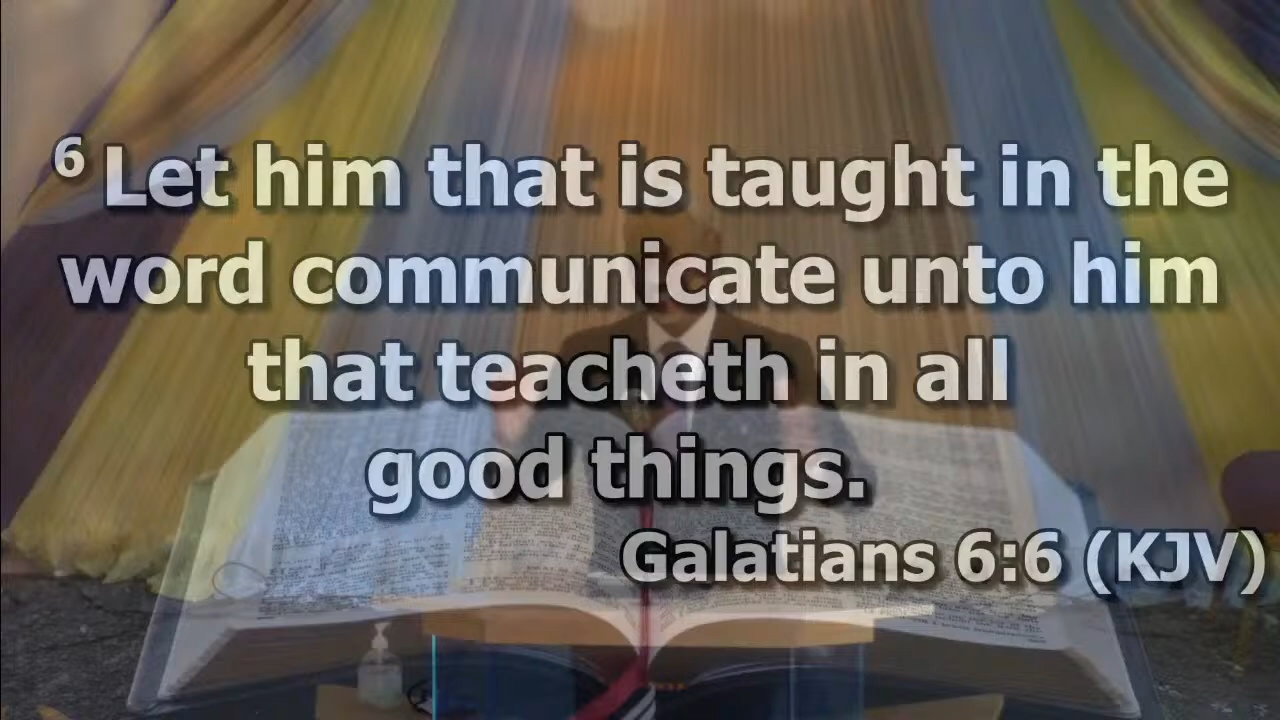 6 Let him that is taught in the
word communicate unto him
that teacheth in all
good things.
Galatians 6:6 (KJV)